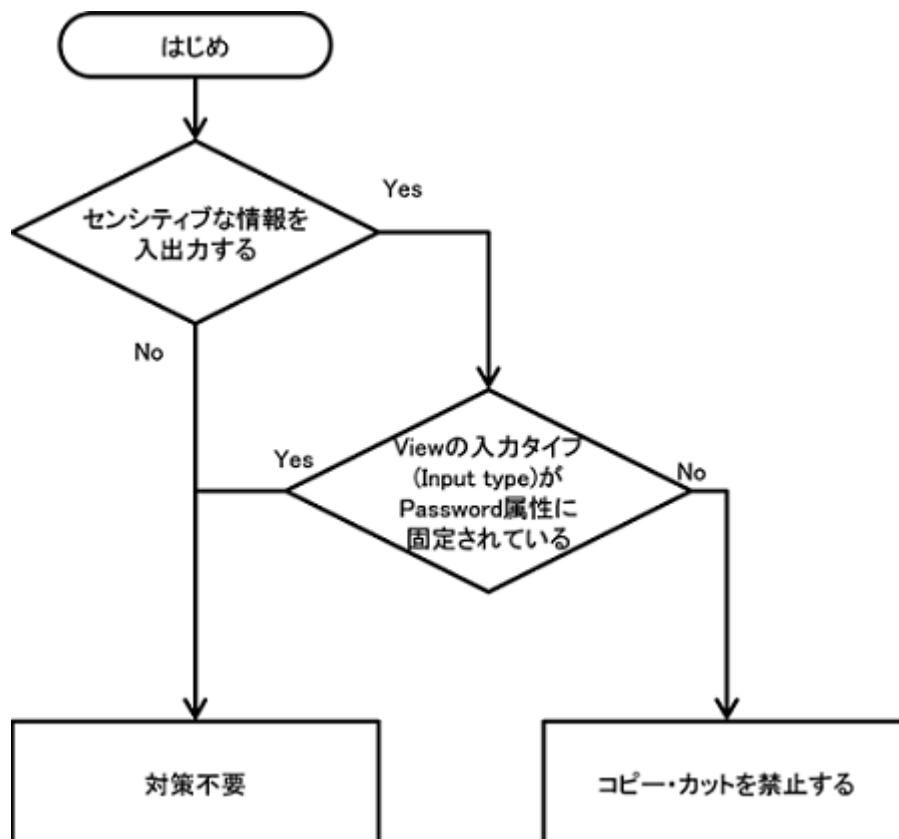 はじめ
センシティブな情報を
入出力する
Yes
No
Viewの入力タイプ
(Input type)が
Password属性に
固定されている
Yes
No
対策不要
コピー・カットを禁止する